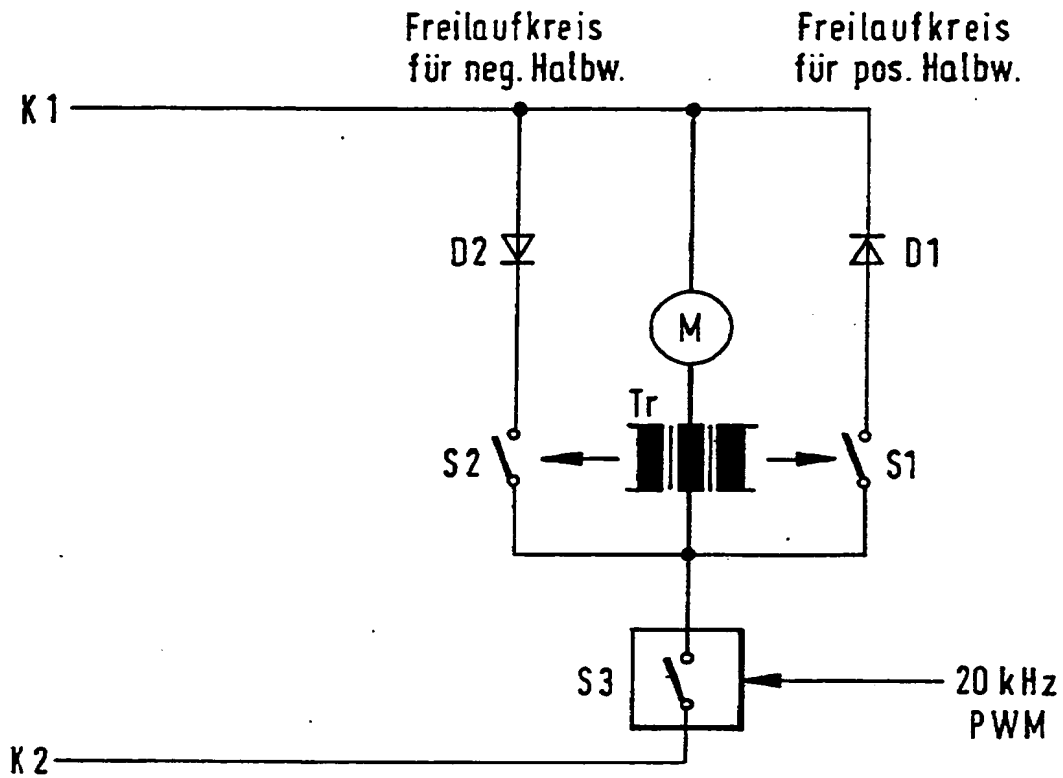 Freilaufkreis
für neg. Halbw.
Freilaufkreis
für pos. Halbw.
K1
D2
D1
M
Tr
S2
S1
S3
20 kHz
PWM
K2